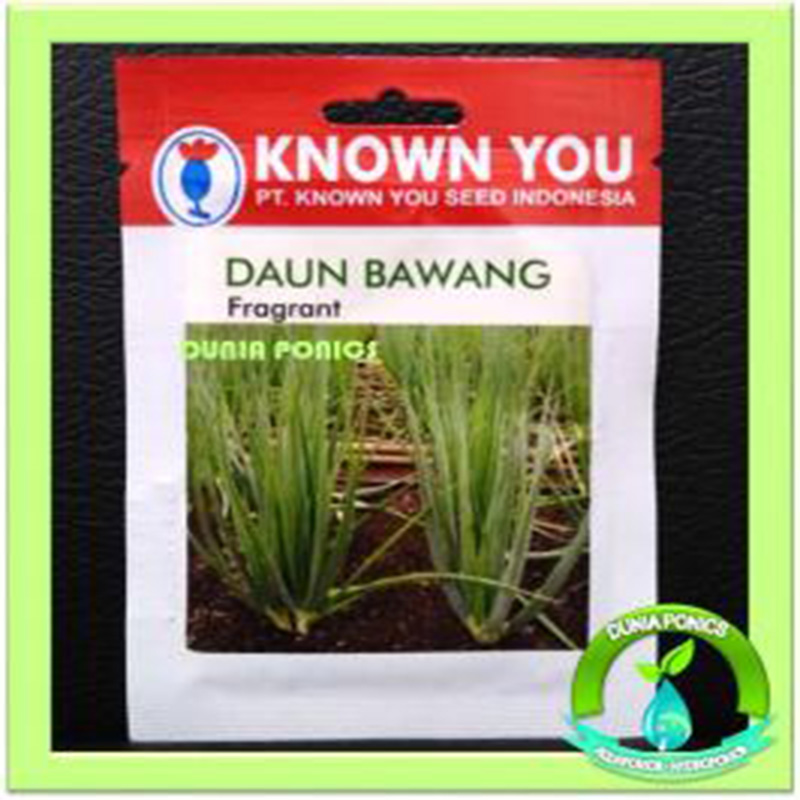 KNOWN YOU
PT. KNOWN YOU SEED INDONESIA
DAUN BAWANG
Fragrant
DUNIA PONICS
DUNIA PONICS